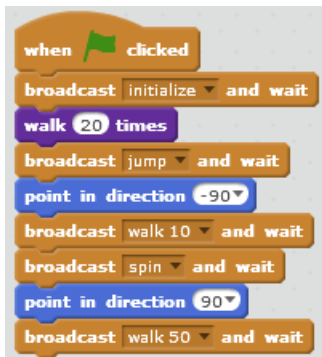 when clicked
broadcast initialize and wait
walk 20 times
broadcast jump and wait
point in direction -90
broadcast walk 10 and wait
broadcast spin and wait
point in direction 90
broadcast walk 50 and wait